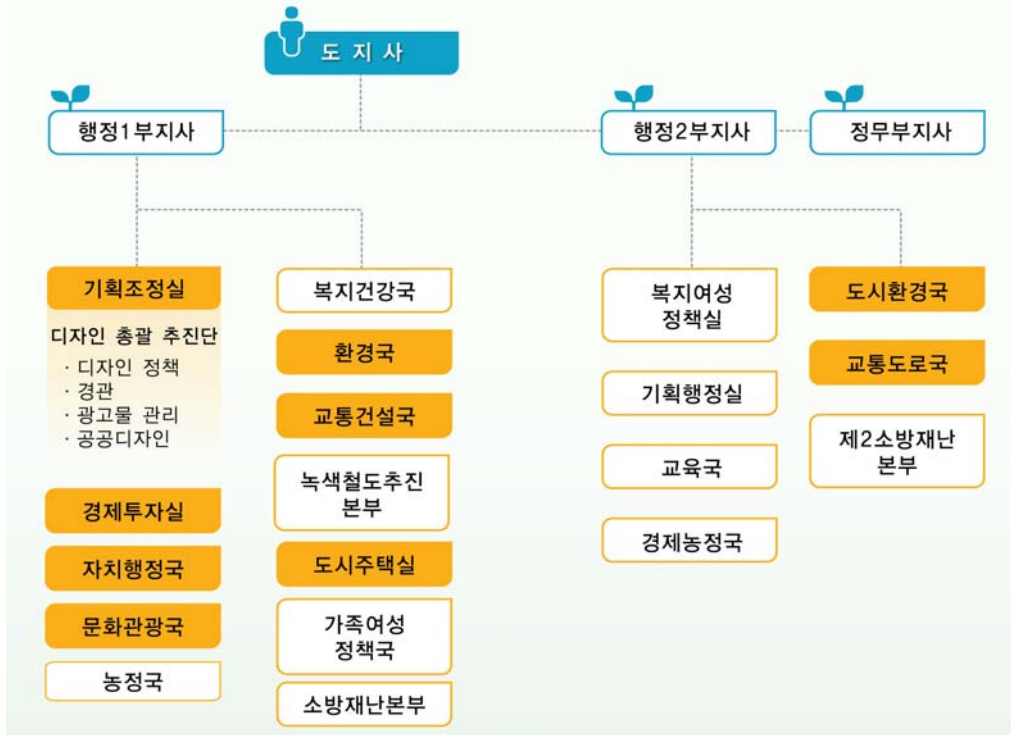 도 지 사
행정1부지사
행정2부지사
정무부지사
기획조정실
디자인 총괄 추진단
· 디자인 정책
· 경관
· 광고물 관리
· 공공디자인
경제투자실
자치행정국
문화관광국
농정국
복지건강국
환경국
교통건설국
녹색철도추진
본부
도시주택실
가족여성
정책국
소방재난본부
복지여성
정책실
기획행정실
교육국
경제농정국
도시환경국
교통도로국
제2소방재난
본부